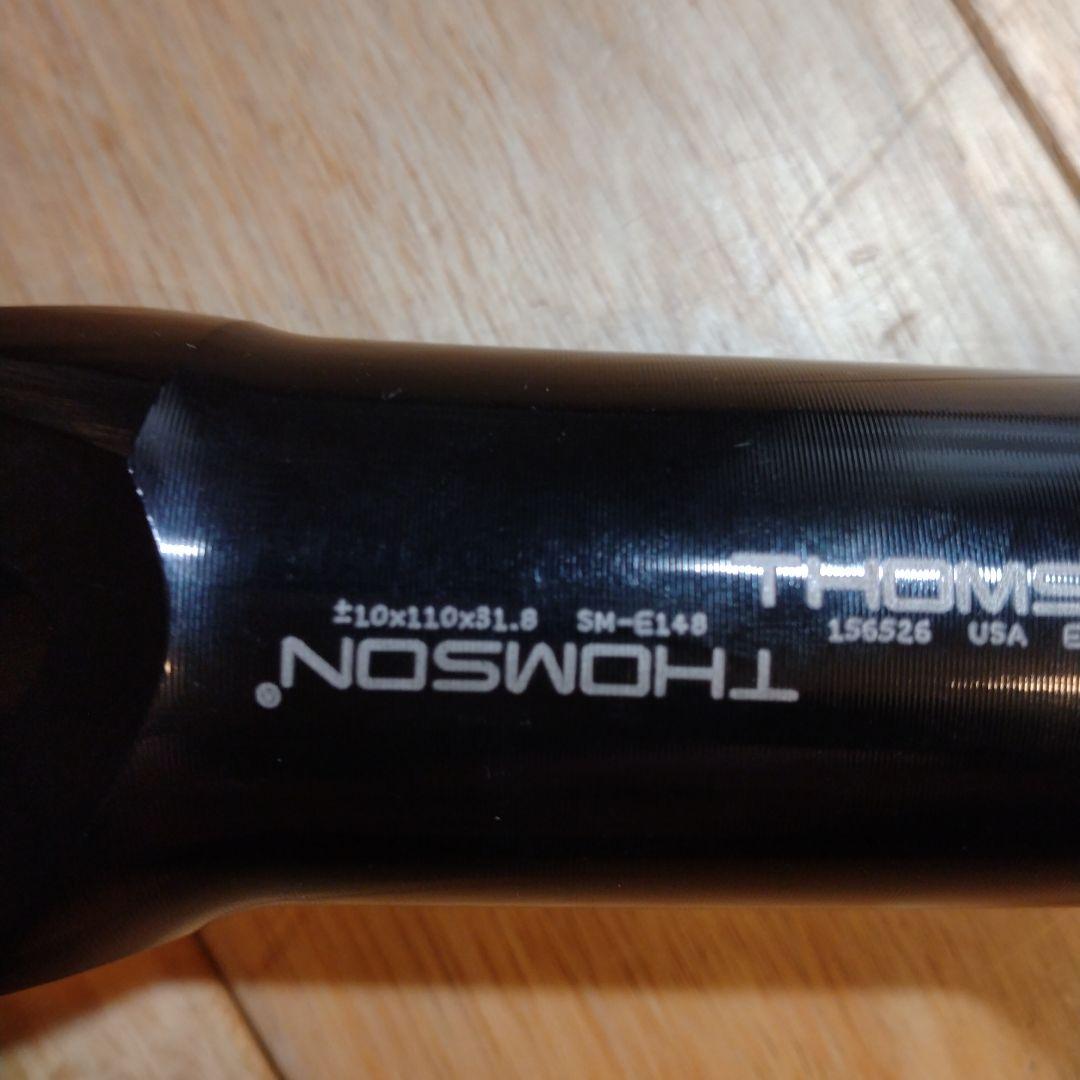 THOMS
±10x110x31.8 SM-E148
156526 USA E
THOMSON®